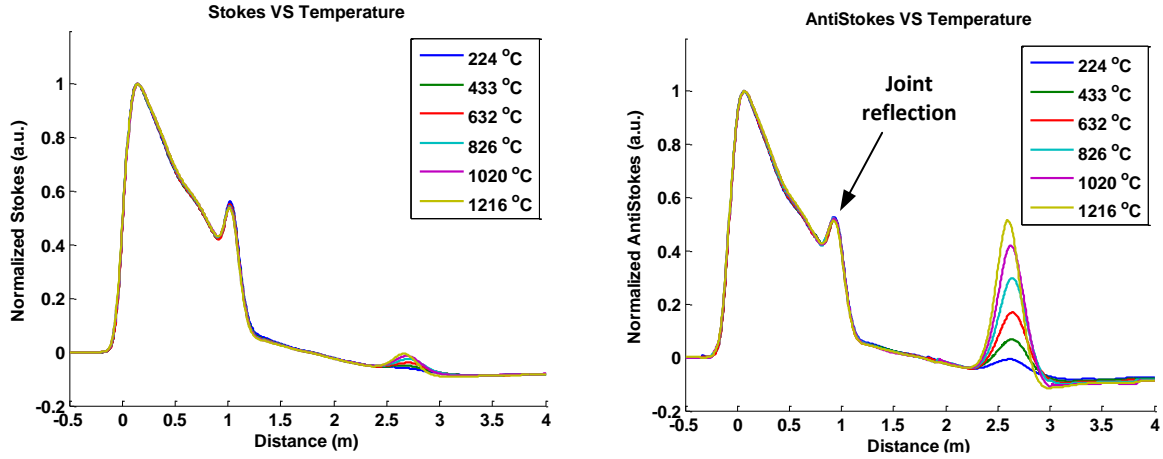 Stokes VS Temperature
Normalized Stokes (a.u.)
1
0.8
0.6
0.4
0.2
0
-0.2
-0.5
0
0.5
1
1.5
2
2.5
3
3.5
4
Distance (m)
224 °C
433 °C
632 °C
826 °C
1020 °C
1216 °C
AntiStokes VS Temperature
Normalized AntiStokes (a.u.)
1
0.8
0.6
0.4
0.2
0
-0.2
-0.5
0
0.5
1
1.5
2
2.5
3
3.5
4
Distance (m)
Joint
reflection
224 °C
433 °C
632 °C
826 °C
1020 °C
1216 °C